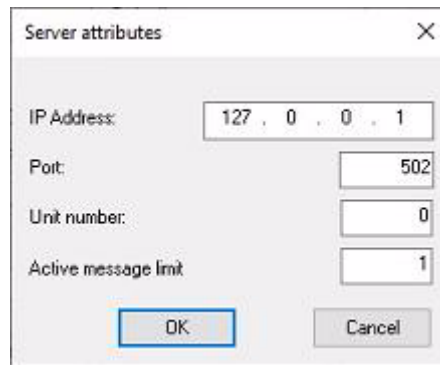 Server attributes
IP Address: 127 . 0 . 0 . 1
Port: 502
Unit number: 0
Active message limit 1
OK Cancel